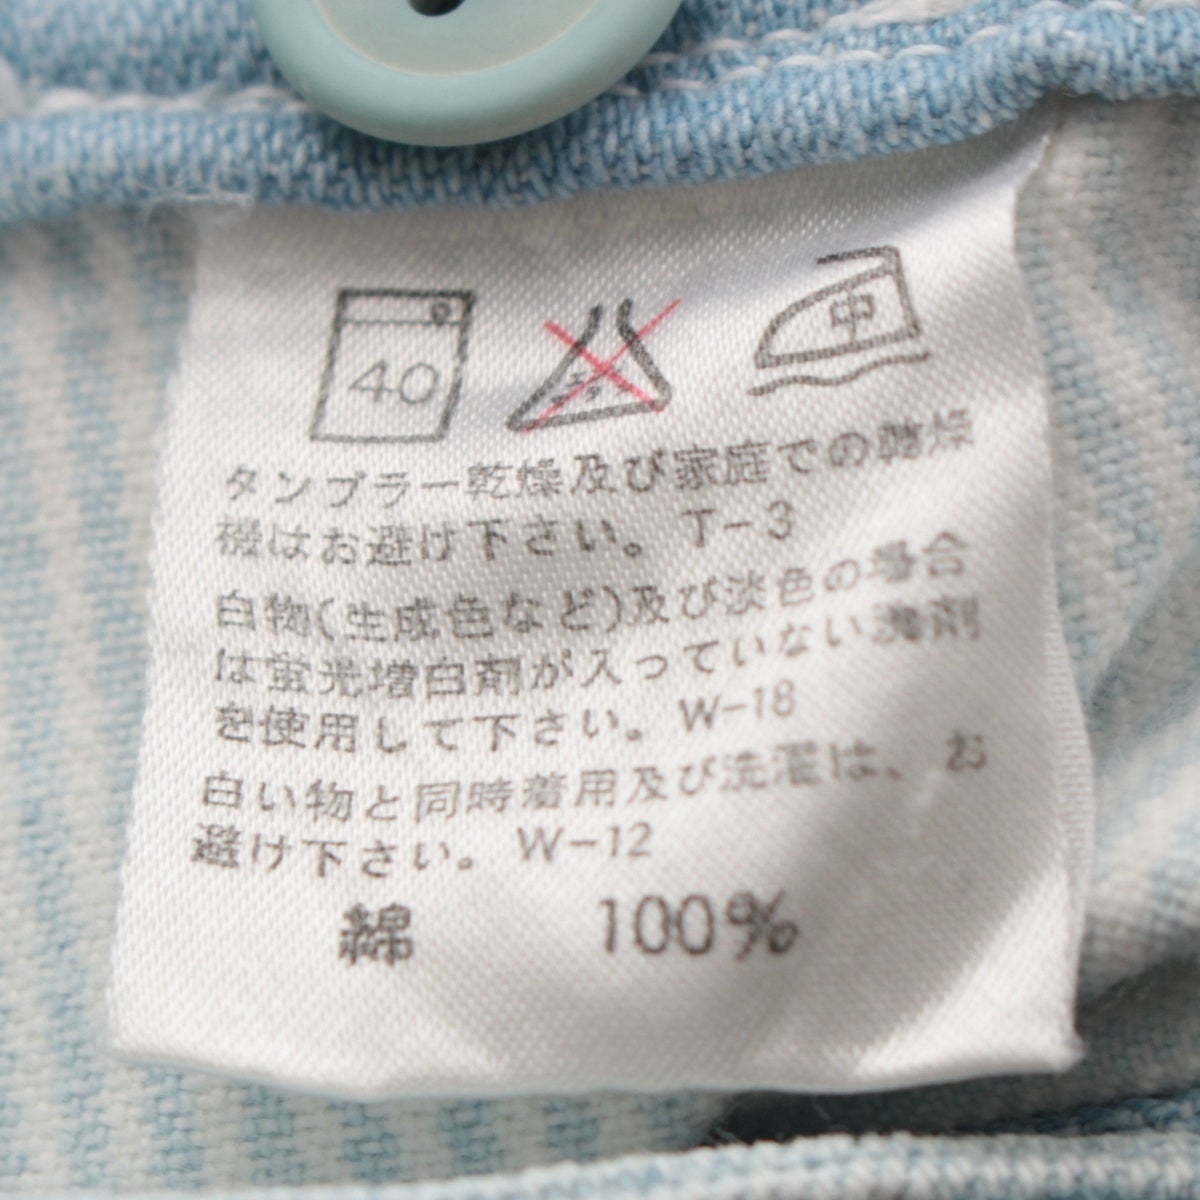 40 中
タンブラー乾燥及び家庭での乾燥
機はお避け下さい。T-3
白物(生成色など)及び淡色の場合
は蛍光増白剤が入っていない洗剤
を使用して下さい。W-18
白い物と同時着用及び洗濯は、お
避け下さい。W-12
綿 100%